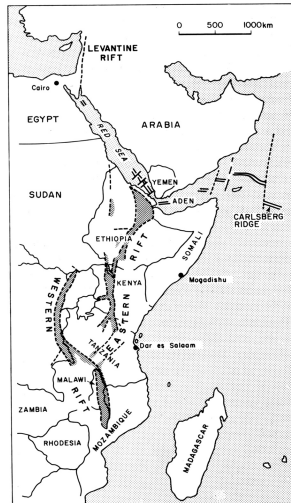 0 500 1000km
LEVANTINE
RIFT
Cairo
EGYPT
ARABIA
RED SEA
SUDAN
YEMEN
ADEN
CARLSBERG
RIDGE
ETHIOPIA
SOMALI
EASTERN RIFT
KENYA
Mogadishu
WESTERN RIFT
TANZANIA
Dar es Salaam
MALAWI
ZAMBIA
MOZAMBIQUE
RHODESIA
MADAGASCAR